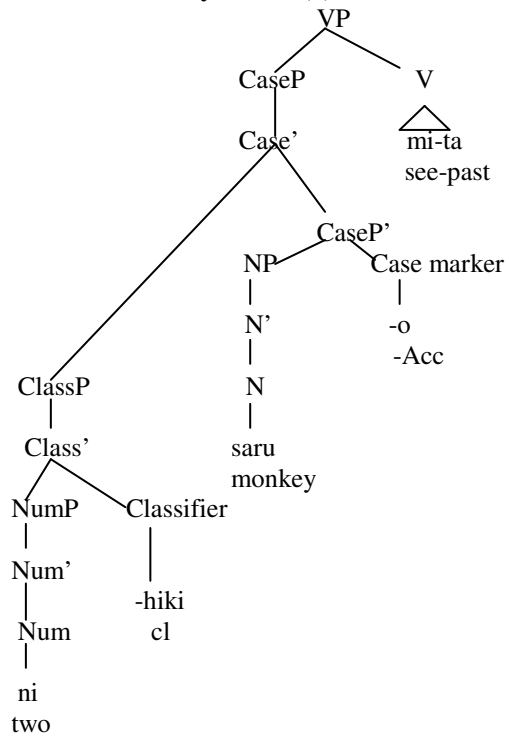 VP
CaseP V
Case’ mi-ta
see-past
CaseP’
NP Case marker
N’ -o
-Acc
ClassP N
Class’ saru
monkey
NumP Classifier
Num’
-hiki
Num cl
ni
two